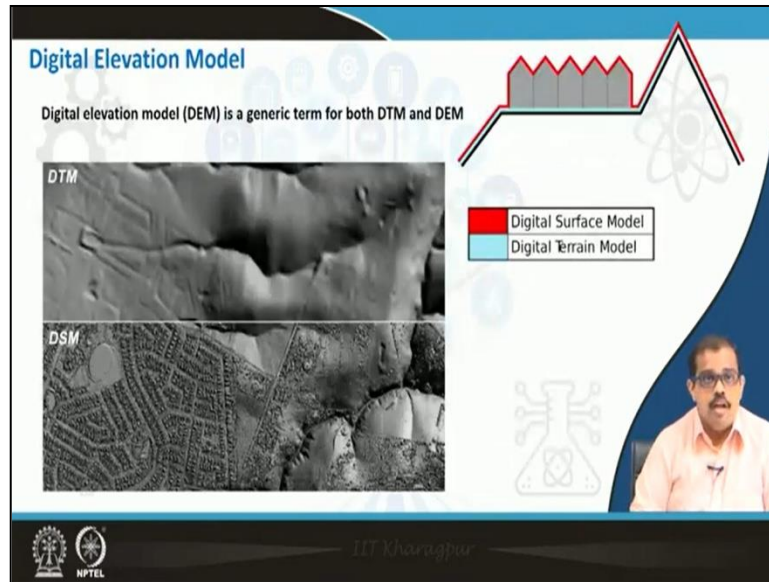 Digital Elevation Model
Digital elevation model (DEM) is a generic term for both DTM and DEM
DTM
Digital Surface Model
Digital Terrain Model
DSM
IIT Kharagpur
NPTEL